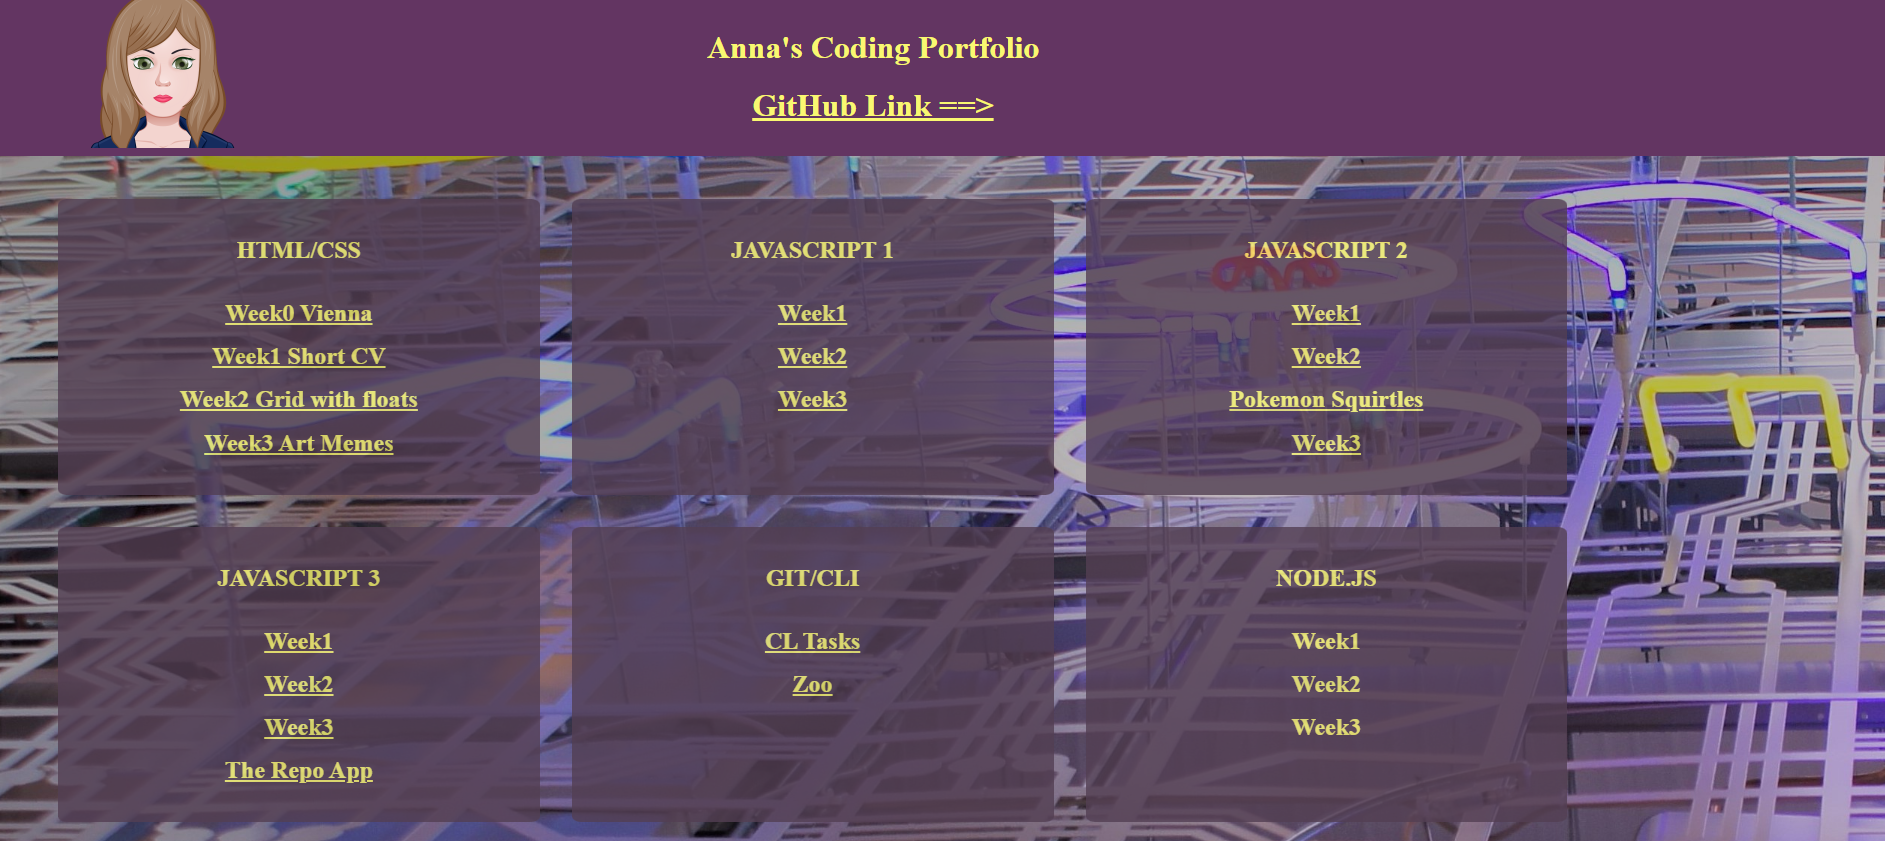 Anna's Coding Portfolio
GitHub Link ==>
HTML/CSS
Week0 Vienna
Week1 Short CV
Week2 Grid with floats
Week3 Art Memes
JAVASCRIPT 1
Week1
Week2
Week3
JAVASCRIPT 2
Week1
Week2
Pokemon Squirtles
Week3
JAVASCRIPT 3
Week1
Week2
Week3
The Repo App
GIT/CLI
CL Tasks
Zoo
NODE.JS
Week1
Week2
Week3